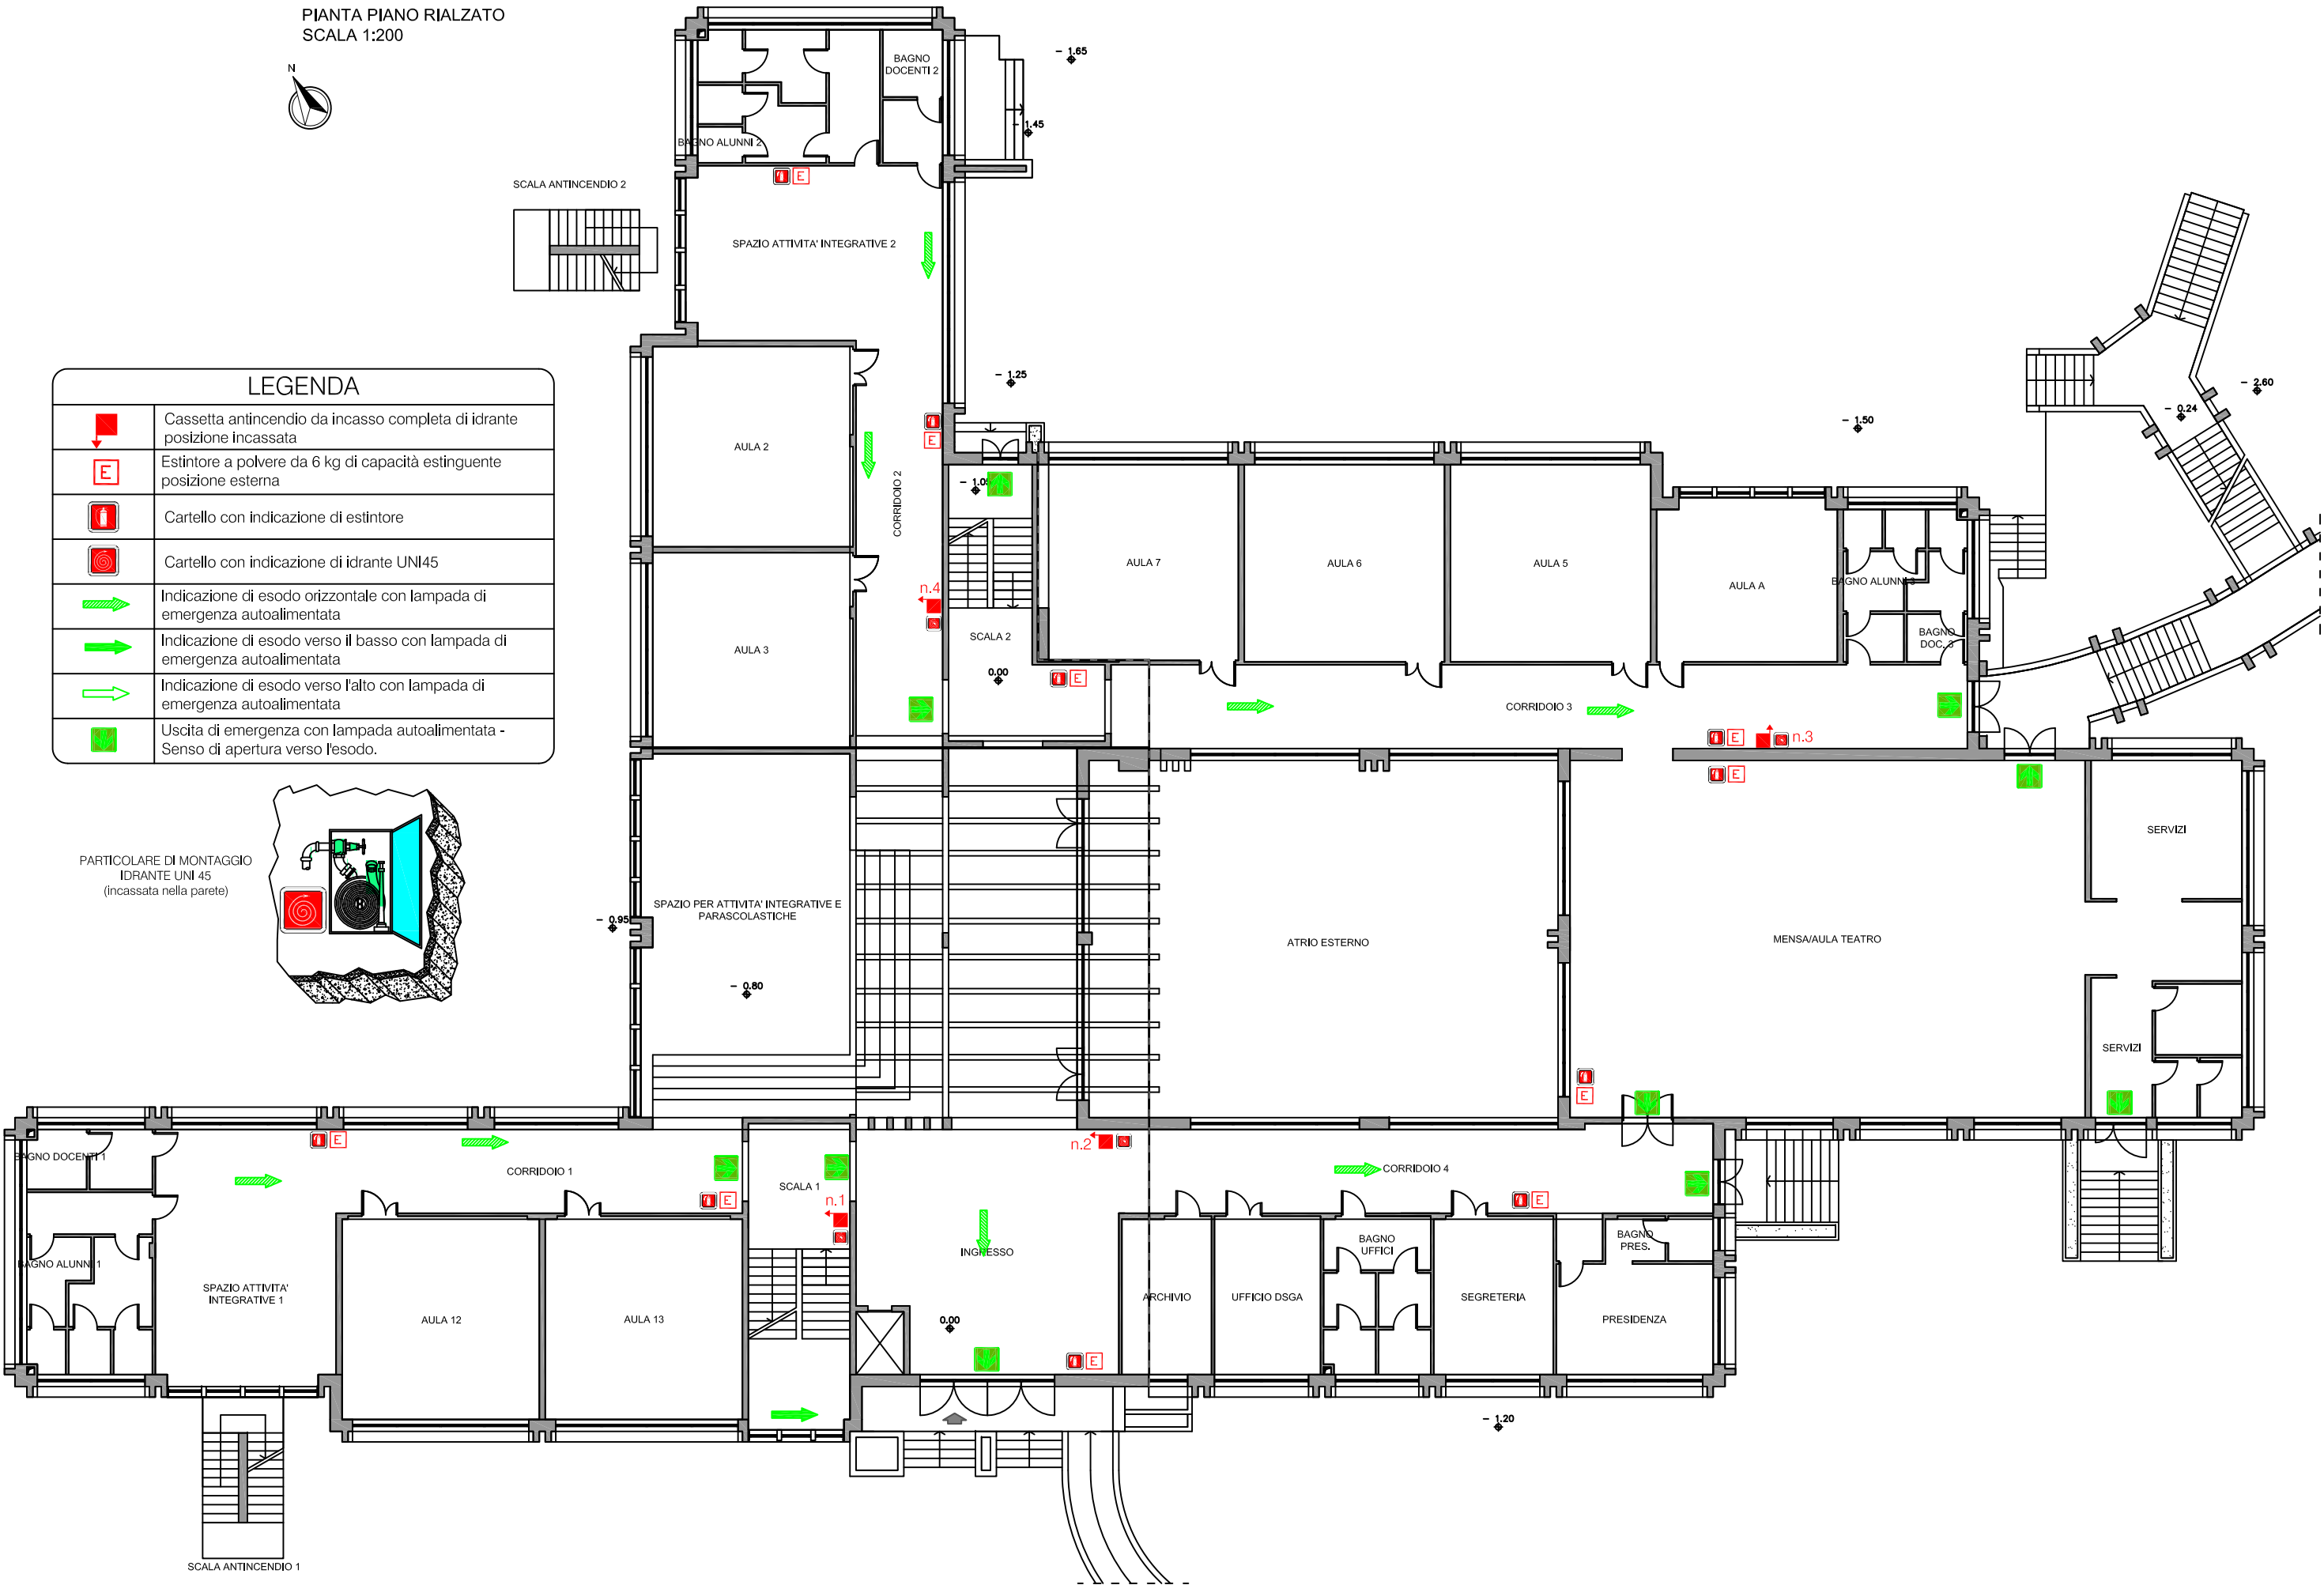 PIANTA PIANO RIALZATO
SCALA 1:200
N
BAGNO
DOCENTI 2
- 1.65
- 1.45
BAGNO ALUNNI 2
E
SCALA ANTINCENDIO 2
SPAZIO ATTIVITA' INTEGRATIVE 2
LEGENDA
Cassetta antincendio da incasso completa di idrante
posizione incassata
E
Estintore a polvere da 6 kg di capacità estinguente
posizione esterna
Cartello con indicazione di estintore
Cartello con indicazione di idrante UNI45
Indicazione di esodo orizzontale con lampada di
emergenza autoalimentata
Indicazione di esodo verso il basso con lampada di
emergenza autoalimentata
Indicazione di esodo verso l'alto con lampada di
emergenza autoalimentata
Uscita di emergenza con lampada autoalimentata -
Senso di apertura verso l'esodo.
- 1.25
- 2.60
- 0.24
- 1.50
E
AULA 2
CORRIDOIO 2
- 1.05
AULA 7
AULA 6
AULA 5
AULA A
BAGNO ALUNNI 3
n.4
BAGNO
DOC. 3
SCALA 2
AULA 3
0.00
E
CORRIDOIO 3
E
n.3
E
SERVIZI
PARTICOLARE DI MONTAGGIO
IDRANTE UNI 45
(incassata nella parete)
- 0.95
SPAZIO PER ATTIVITA' INTEGRATIVE E
PARASCOLASTICHE
ATRIO ESTERNO
MENSA/AULA TEATRO
- 0.80
SERVIZI
E
BAGNO DOCENTI 1
E
CORRIDOIO 1
n.2
CORRIDOIO 4
SCALA 1
E
n.1
E
BAGNO ALUNNI 1
INGRESSO
BAGNO
UFFICI
BAGNO
PRES.
SPAZIO ATTIVITA'
INTEGRATIVE 1
ARCHIVIO
UFFICIO DSGA
SEGRETERIA
AULA 12
AULA 13
0.00
PRESIDENZA
E
- 1.20
SCALA ANTINCENDIO 1